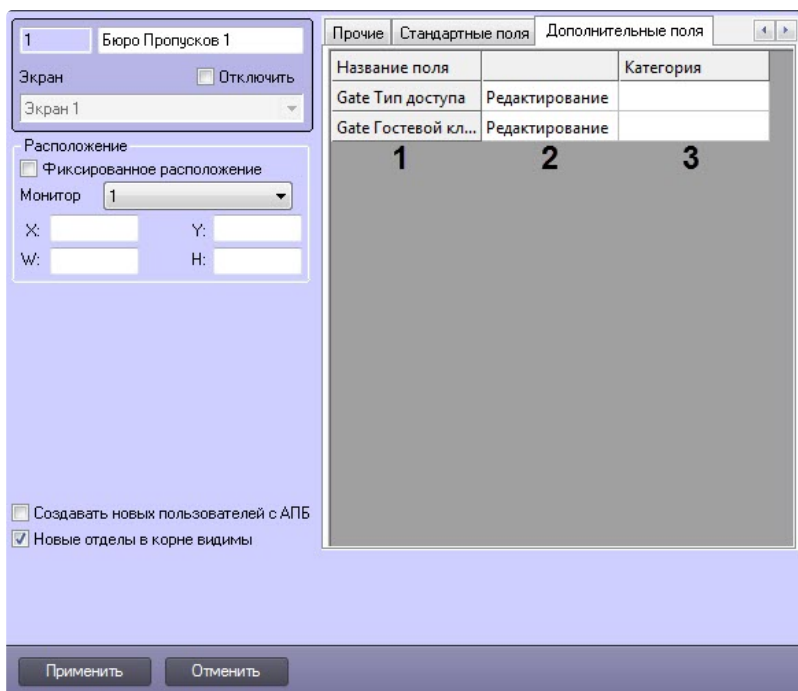 1 Бюро Пропусков 1
Экран Отключить
Экран 1
Расположение
Фиксированное расположение
Монитор 1
X: Y:
W: H:
Создавать новых пользователей с АПБ
Новые отделы в корне видимы
Прочие Стандартные поля Дополнительные поля
Название поля Категория
Gate Тип доступа Редактирование
Gate Гостевой кл... Редактирование
1 2 3
Применить Отменить